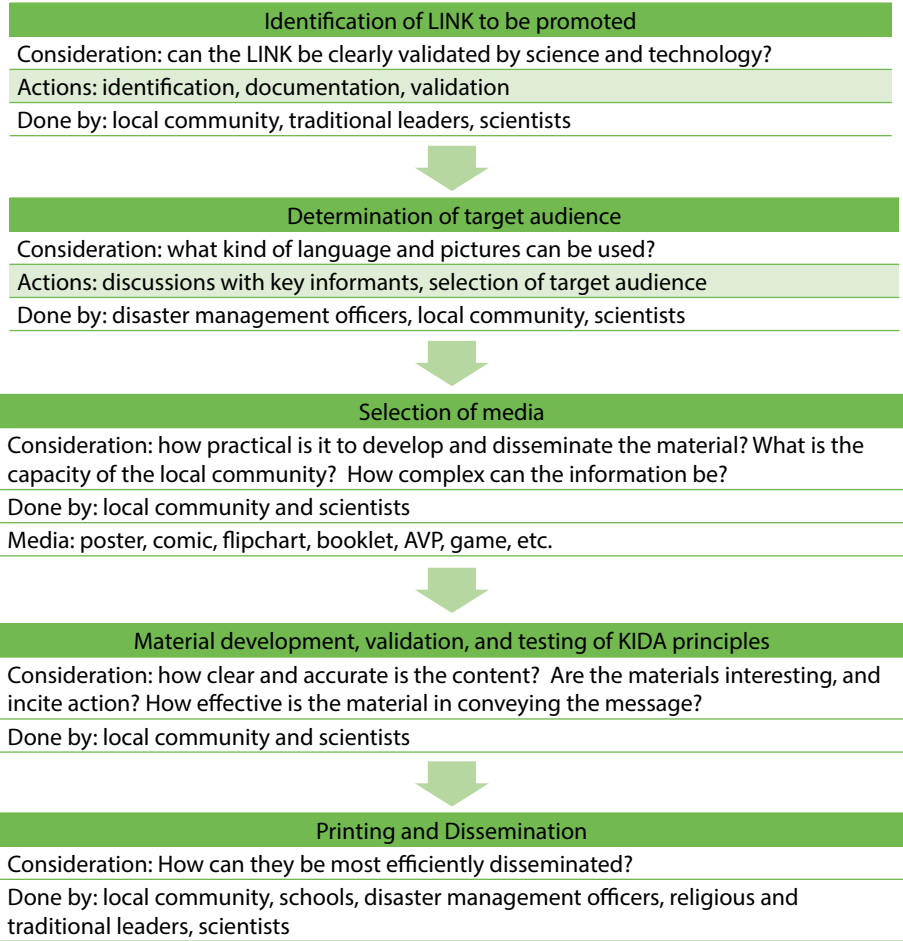 Identification of LINK to be promoted
Consideration: can the LINK be clearly validated by science and technology?
Actions: identification, documentation, validation
Done by: local community, traditional leaders, scientists
Determination of target audience
Consideration: what kind of language and pictures can be used?
Actions: discussions with key informants, selection of target audience
Done by: disaster management officers, local community, scientists
Selection of media
Consideration: how practical is it to develop and disseminate the material? What is the
capacity of the local community?  How complex can the information be?
Done by: local community and scientists
Media: poster, comic, flipchart, booklet, AVP, game, etc.
Material development, validation, and testing of KIDA principles
Consideration: how clear and accurate is the content?  Are the materials interesting, and
incite action? How effective is the material in conveying the message?
Done by: local community and scientists
Printing and Dissemination
Consideration: How can they be most efficiently disseminated?
Done by: local community, schools, disaster management officers, religious and
traditional leaders, scientists